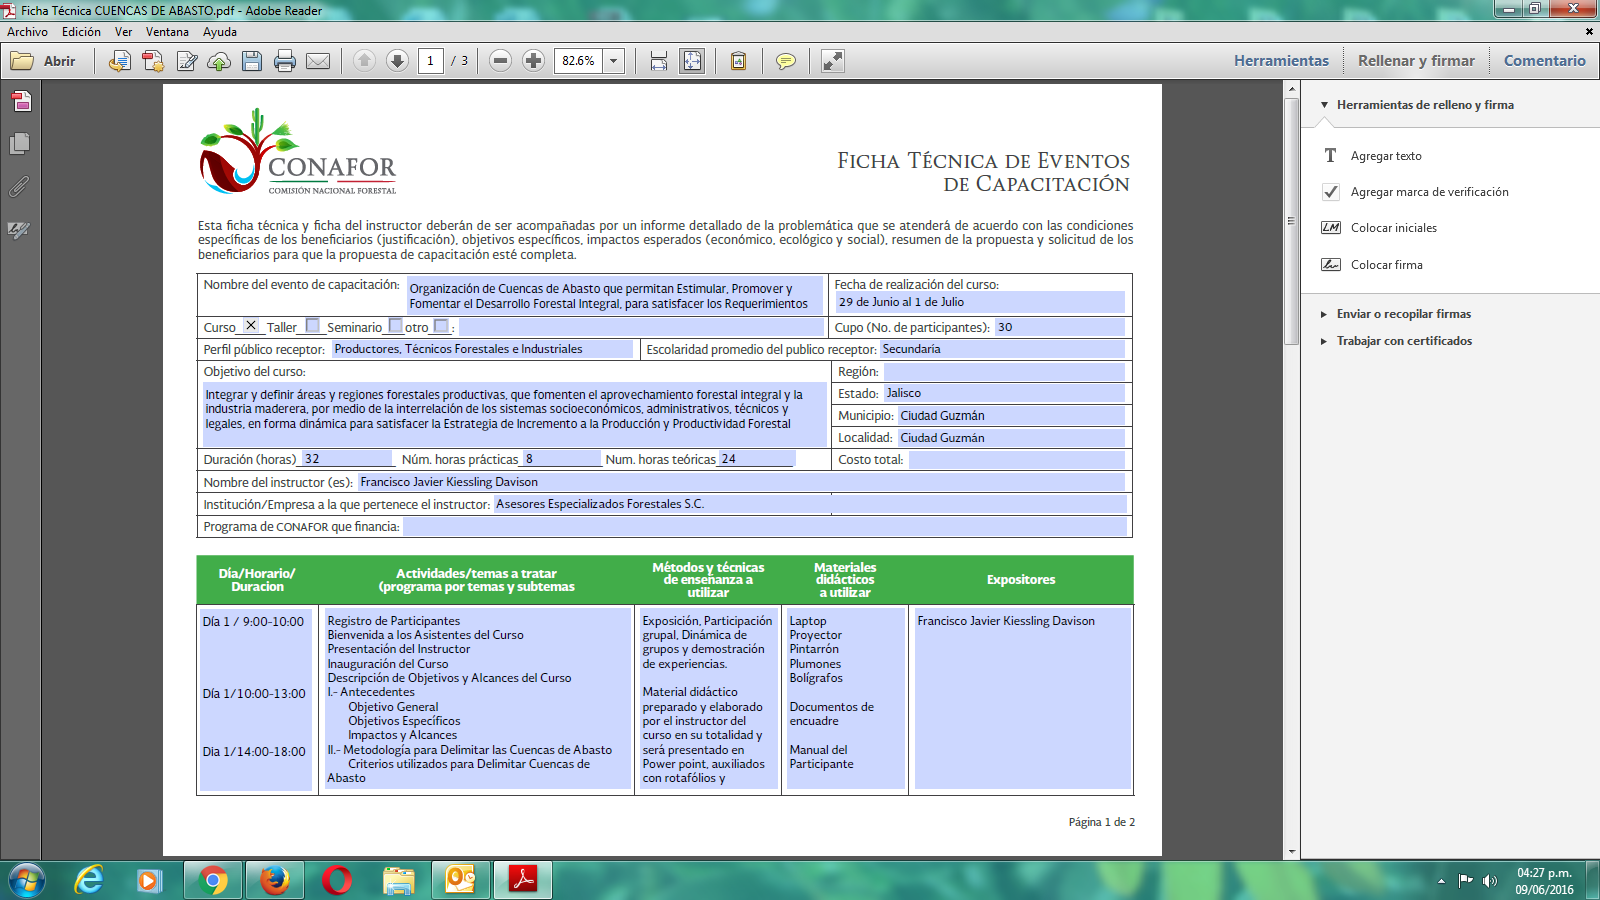 Ficha Técnica CUENCAS DE ABASTO.pdf - Adobe Reader
Archivo Edición Ver Ventana Ayuda
Abrir 1 / 3 82.6% Herramientas Rellenar y firmar Comentario
CONAFOR
COMISIÓN NACIONAL FORESTAL
Ficha Técnica de Eventos
de Capacitación
Esta ficha técnica y ficha del instructor deberán de ser acompañadas por un informe detallado de la problemática que se atenderá de acuerdo con las condiciones
específicas de los beneficiarios (justificación), objetivos específicos, impactos esperados (económico, ecológico y social), resumen de la propuesta y solicitud de los
beneficiarios para que la propuesta de capacitación esté completa.
Nombre del evento de capacitación: Organización de Cuencas de Abasto que permitan Estimular, Promover y
Fomentar el Desarrollo Forestal Integral, para satisfacer los Requerimientos
Fecha de realización del curso:
29 de Junio al 1 de Julio
Curso X Taller Seminario otro :
Cupo (No. de participantes): 30
Perfil público receptor: Productores, Técnicos Forestales e Industriales
Escolaridad promedio del publico receptor: Secundaría
Objetivo del curso:
Integrar y definir áreas y regiones forestales productivas, que fomenten el aprovechamiento forestal integral y la
industria maderera, por medio de la interrelación de los sistemas socioeconómicos, administrativos, técnicos y
legales, en forma dinámica para satisfacer la Estrategia de Incremento a la Producción y Productividad Forestal
Región:
Estado: Jalisco
Municipio: Ciudad Guzmán
Localidad: Ciudad Guzmán
Duración (horas) 32 Núm. horas prácticas 8 Num. horas teóricas 24
Costo total:
Nombre del instructor (es): Francisco Javier Kiessling Davison
Institución/Empresa a la que pertenece el instructor: Asesores Especializados Forestales S.C.
Programa de CONAFOR que financia:
Día/Horario/
Duracion
Actividades/temas a tratar
(programa por temas y subtemas
Métodos y técnicas
de enseñanza a
utilizar
Materiales
didácticos
a utilizar
Expositores
Día 1 / 9:00-10:00
Día 1/10:00-13:00
Dia 1/14:00-18:00
Registro de Participantes
Bienvenida a los Asistentes del Curso
Presentación del Instructor
Inauguración del Curso
Descripción de Objetivos y Alcances del Curso
I.- Antecedentes
Objetivo General
Objetivos Específicos
Impactos y Alcances
II.- Metodología para Delimitar las Cuencas de Abasto
Criterios utilizados para Delimitar Cuencas de
Abasto
Exposición, Participación
grupal, Dinámica de
grupos y demostración
de experiencias.
Material didáctico
preparado y elaborado
por el instructor del
curso en su totalidad y
será presentado en
Power point, auxiliados
con rotafólios y
Laptop
Proyector
Pintarrón
Plumones
Bolígrafos
Documentos de
encuadre
Manual del
Participante
Francisco Javier Kiessling Davison
Página 1 de 2
Herramientas de relleno y firma
Agregar texto
Agregar marca de verificación
Colocar iniciales
Colocar firma
Enviar o recopilar firmas
Trabajar con certificados
04:27 p.m.
09/06/2016